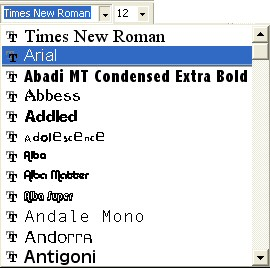 Times New Roman 12
Times New Roman
Arial
Abadi MT Condensed Extra Bold
Abbess
Addled
Adolescence
Alba
Alba Matter
Alba Super
Andale Mono
Andorra
Antigoni